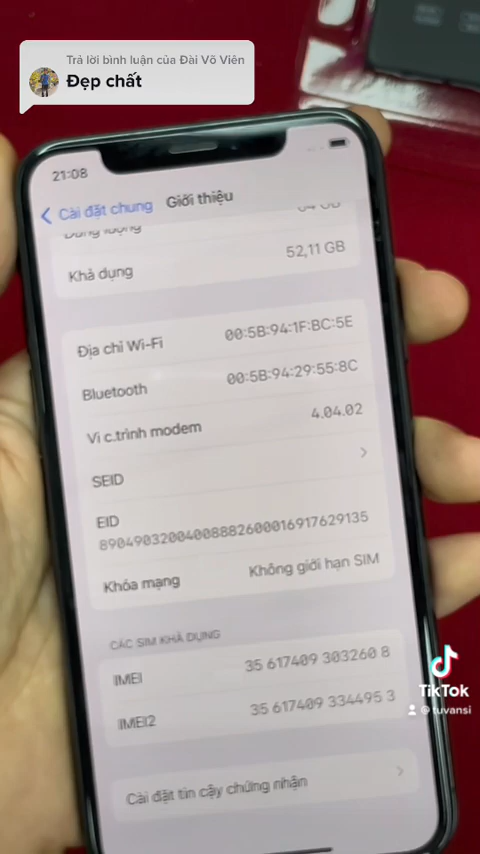 Trả lời bình luận của Đài Võ Viên
Đẹp chất
21:08
Cài đặt chung
Giới thiệu
Dung lượng
64 GB
Khả dụng
52,11 GB
Địa chỉ Wi-Fi
00:5B:94:1F:BC:5E
Bluetooth
00:5B:94:29:55:8C
Vi c.trình modem
4.04.02
SEID
EID
89049032004008882600016917629135
Khóa mạng
Không giới hạn SIM
CÁC SIM KHẢ DỤNG
IMEI
35 617409 303260 8
IMEI2
35 617409 334495 3
Cài đặt tin cậy chứng nhận
TikTok
@tuvansi